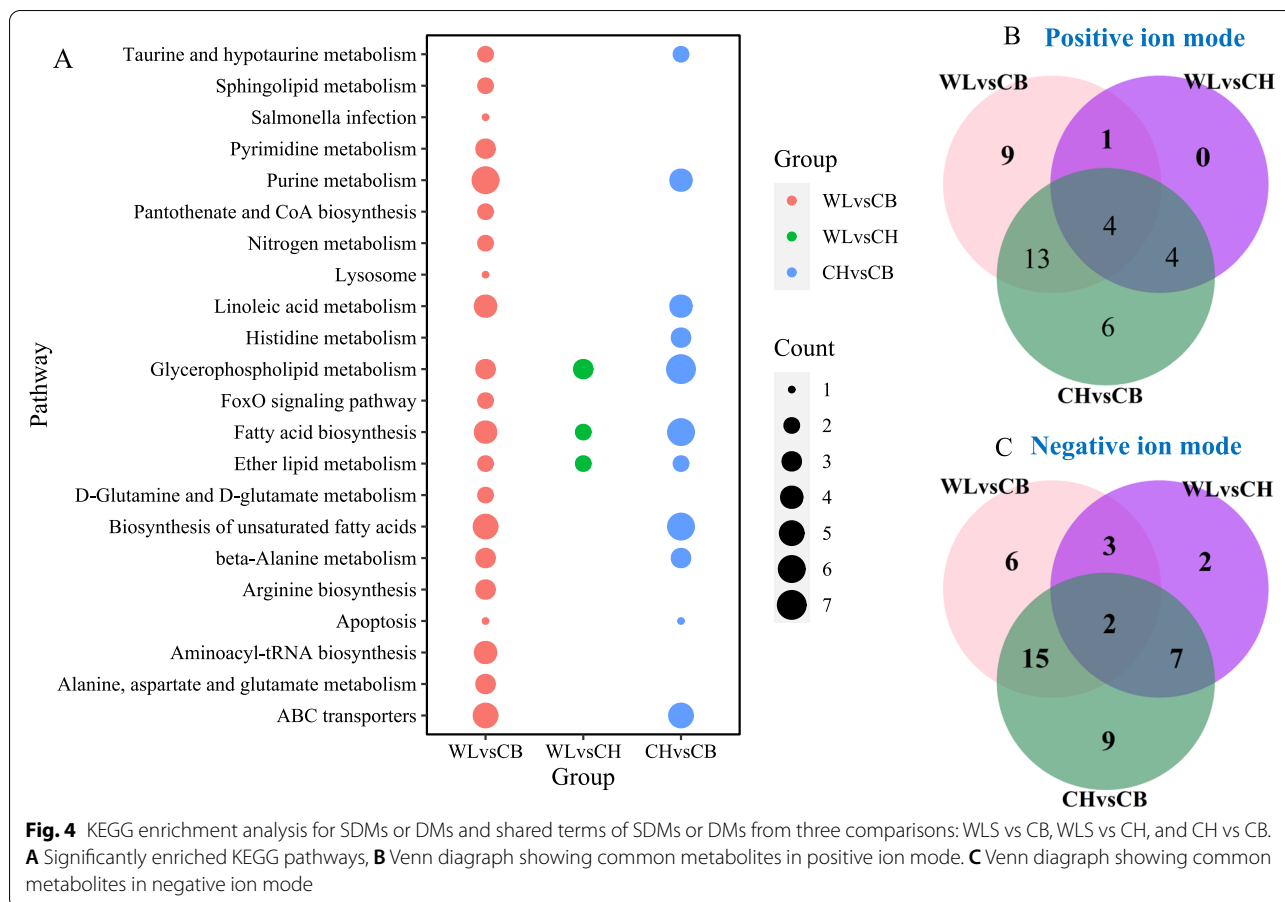 A
Pathway
Taurine and hypotaurine metabolism
Sphingolipid metabolism
Salmonella infection
Pyrimidine metabolism
Purine metabolism
Pantothenate and CoA biosynthesis
Nitrogen metabolism
Lysosome
Linoleic acid metabolism
Histidine metabolism
Glycerophospholipid metabolism
FoxO signaling pathway
Fatty acid biosynthesis
Ether lipid metabolism
D-Glutamine and D-glutamate metabolism
Biosynthesis of unsaturated fatty acids
beta-Alanine metabolism
Arginine biosynthesis
Apoptosis
Aminoacyl-tRNA biosynthesis
Alanine, aspartate and glutamate metabolism
ABC transporters
WLvsCB WLvsCH CHvsCB
Group
Group
WLvsCB
WLvsCH
CHvsCB
Count
1
2
3
4
5
6
7
B Positive ion mode
WLvsCB WLvsCH
9 1 0
4
13 4
6
CHvsCB
C Negative ion mode
WLvsCB WLvsCH
6 3 2
2
15 7
9
CHvsCB
Fig. 4 KEGG enrichment analysis for SDMs or DMs and shared terms of SDMs or DMs from three comparisons: WLS vs CB, WLS vs CH, and CH vs CB.
A Significantly enriched KEGG pathways, B Venn diagraph showing common metabolites in positive ion mode. C Venn diagraph showing common
metabolites in negative ion mode